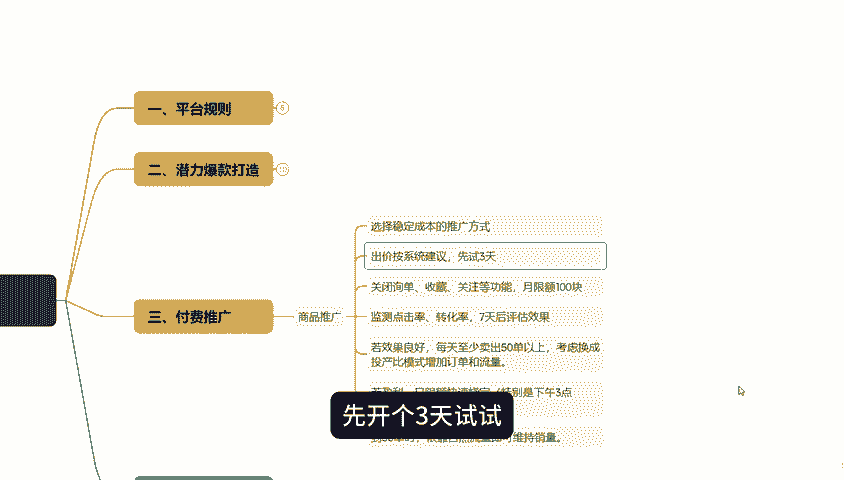 一、平台规则
5
二、潜力爆款打造
10
三、付费推广
商品推广
选择稳定成本的推广方式
出价按系统建议，先试3天
关闭询单、收藏、关注等功能，月限额100块
监测点击率、转化率，7天后评估效果
若效果良好，每天至少卖出50单以上，考虑换成
投产比模式增加订单和流量。
特别是下午3点
先开个3天试试
维持销量。